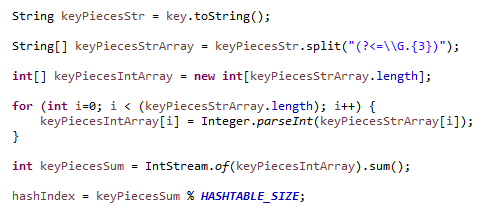 String keyPiecesStr = key.toString();
String[] keyPiecesStrArray = keyPiecesStr.split("(?<=\\G.{3})");
int[] keyPiecesIntArray = new int[keyPiecesStrArray.length];
for (int i=0; i < (keyPiecesStrArray.length); i++) {
    keyPiecesIntArray[i] = Integer.parseInt(keyPiecesStrArray[i]);
}
int keyPiecesSum = IntStream.of(keyPiecesIntArray).sum();
hashIndex = keyPiecesSum % HASHTABLE_SIZE;